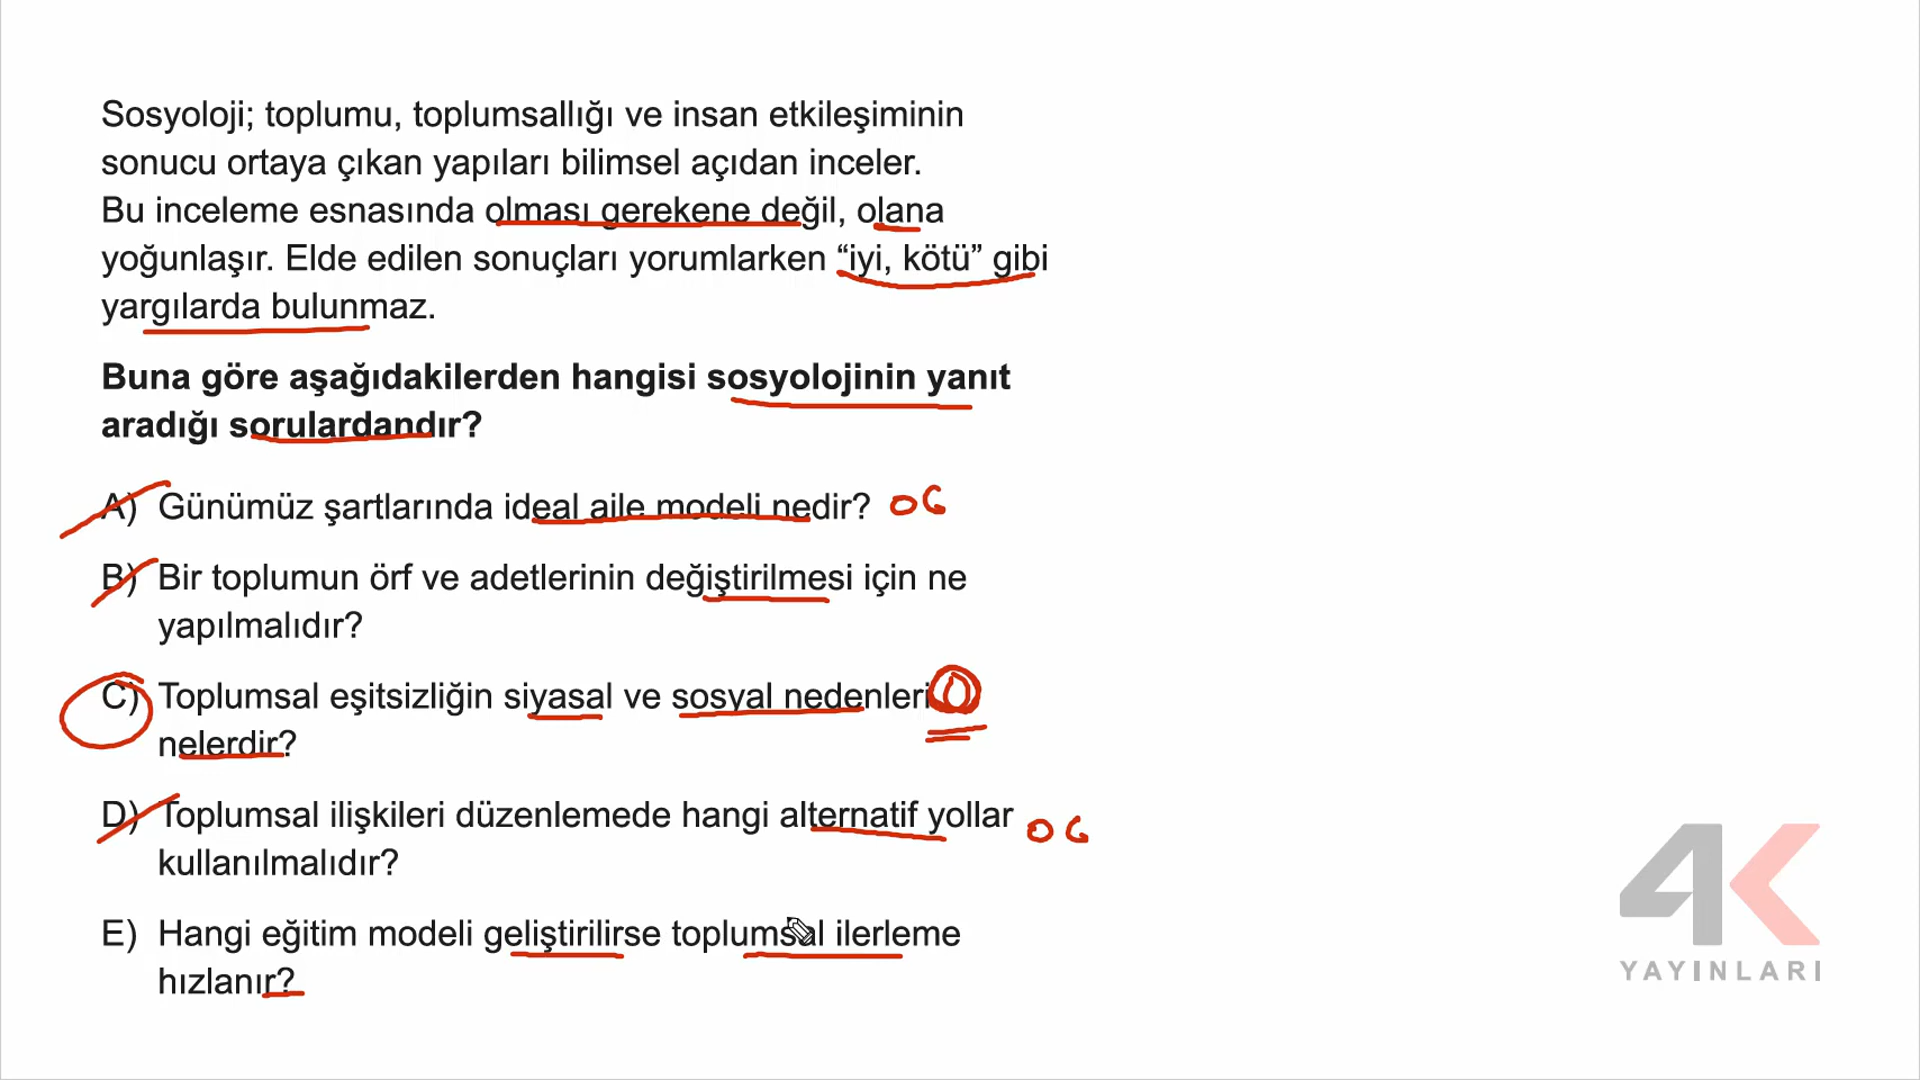 Sosyoloji; toplumu, toplumsallığı ve insan etkileşiminin
sonucu ortaya çıkan yapıları bilimsel açıdan inceler.
Bu inceleme esnasında olması gerekene değil, olana
yoğunlaşır. Elde edilen sonuçları yorumlarken “iyi, kötü” gibi
yargılarda bulunmaz.
Buna göre aşağıdakilerden hangisi sosyolojinin yanıt
aradığı sorulardandır?
A) Günümüz şartlarında ideal aile modeli nedir? OG
B) Bir toplumun örf ve adetlerinin değiştirilmesi için ne
yapılmalıdır?
C) Toplumsal eşitsizliğin siyasal ve sosyal nedenleri O
nelerdir?
D) Toplumsal ilişkileri düzenlemede hangi alternatif yollar OG
kullanılmalıdır?
E) Hangi eğitim modeli geliştirilirse toplumsal ilerleme
hızlanır?
4K
YAYINLARI